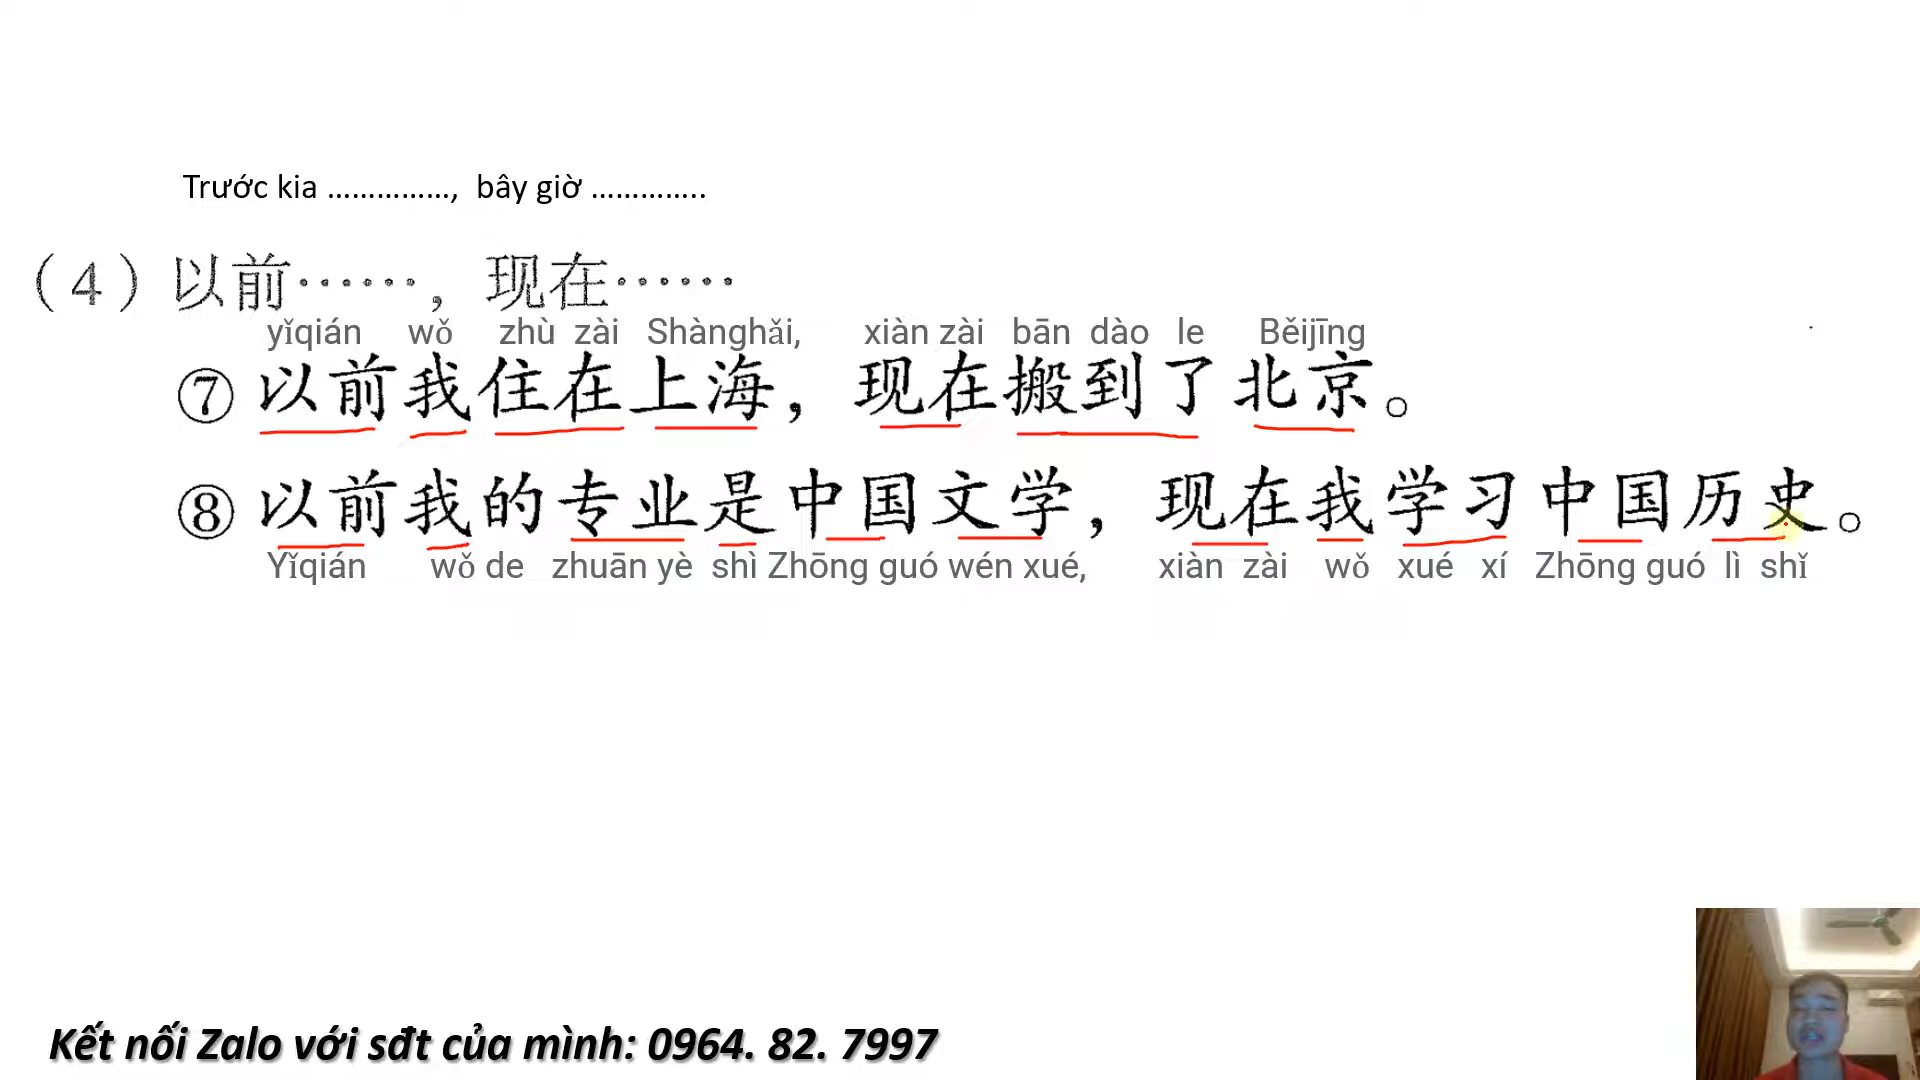 Trước kia ……………, bây giờ …………..
（4）以前……，现在……
yǐqián wǒ zhù zài Shànghǎi, xiàn zài bān dào le Běijīng
⑦ 以前我住在上海，现在搬到了北京。
⑧ 以前我的专业是中国文学，现在我学习中国历史。
Yǐqián wǒ de zhuān yè shì Zhōng guó wén xué, xiàn zài wǒ xué xí Zhōng guó lì shǐ
Kết nối Zalo với sđt của mình: 0964. 82. 7997